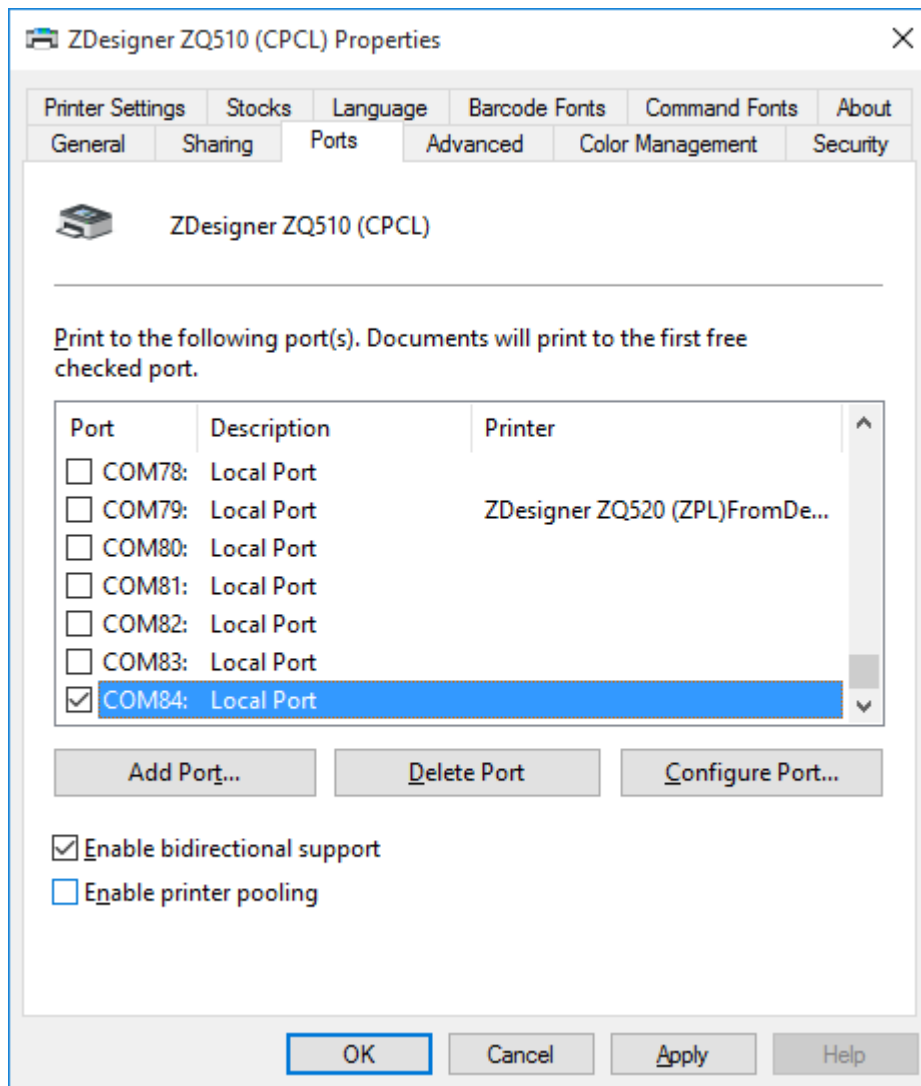 ZDesigner ZQ510 (CPCL) Properties
Printer Settings Stocks Language Barcode Fonts Command Fonts About
General Sharing Ports Advanced Color Management Security
ZDesigner ZQ510 (CPCL)
Print to the following port(s). Documents will print to the first free
checked port.
Port Description Printer
COM78: Local Port
COM79: Local Port ZDesigner ZQ520 (ZPL)FromDe...
COM80: Local Port
COM81: Local Port
COM82: Local Port
COM83: Local Port
COM84: Local Port
Add Port... Delete Port Configure Port...
Enable bidirectional support
Enable printer pooling
OK Cancel Apply Help